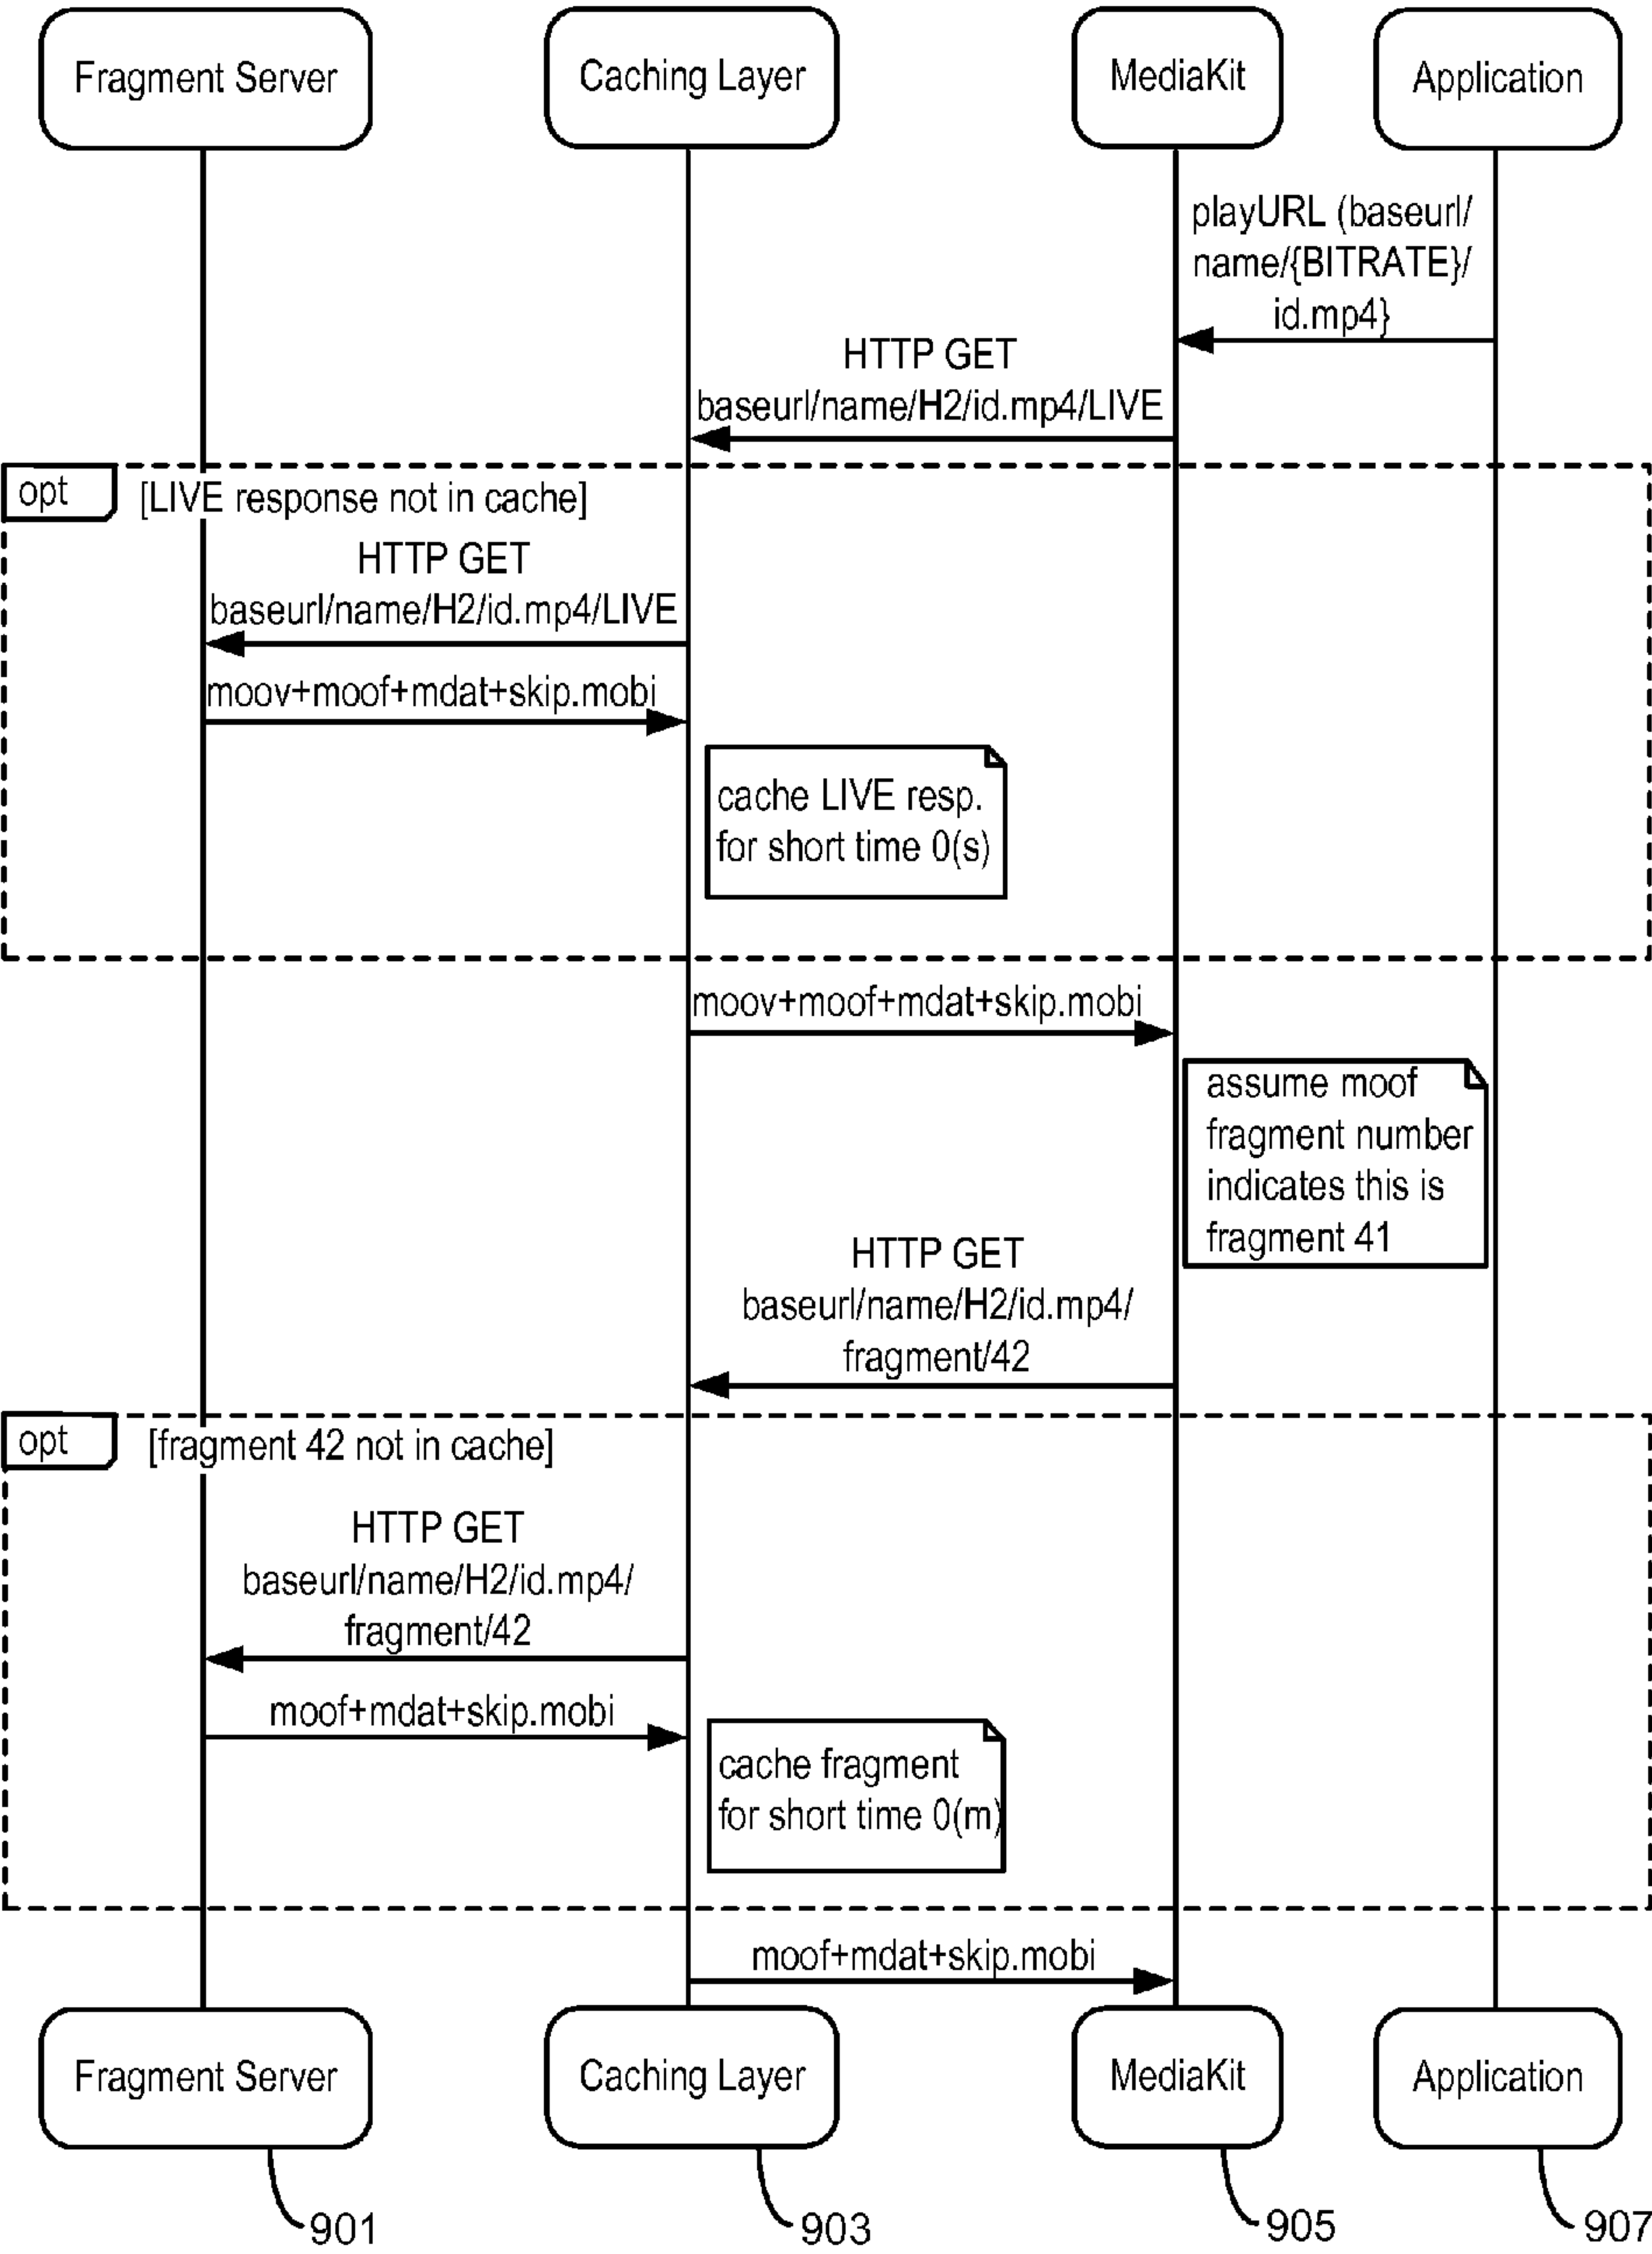 Fragment Server
Caching Layer
MediaKit
Application
playURL (baseurl/
name/{BITRATE}/
id.mp4}
HTTP GET
baseurl/name/H2/id.mp4/LIVE
opt
[LIVE response not in cache]
HTTP GET
baseurl/name/H2/id.mp4/LIVE
moov+moof+mdat+skip.mobi
cache LIVE resp.
for short time 0(s)
moov+moof+mdat+skip.mobi
assume moof
fragment number
indicates this is
fragment 41
HTTP GET
baseurl/name/H2/id.mp4/
fragment/42
opt
[fragment 42 not in cache]
HTTP GET
baseurl/name/H2/id.mp4/
fragment/42
moof+mdat+skip.mobi
cache fragment
for short time 0(m)
moof+mdat+skip.mobi
Fragment Server
Caching Layer
MediaKit
Application
901
903
905
907